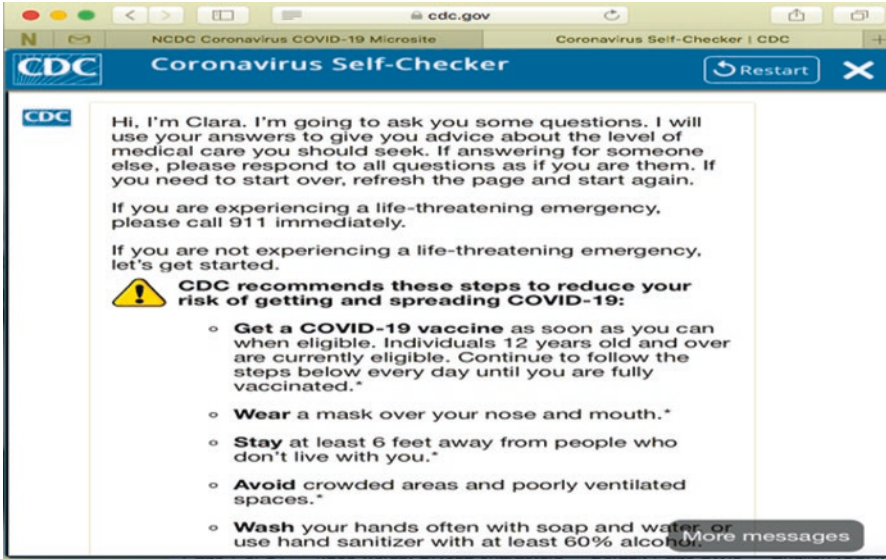 cdc.gov
N NCDC Coronavirus COVID-19 Microsite Coronavirus Self-Checker | CDC +
CDC Coronavirus Self-Checker Restart
CDC
Hi, I'm Clara. I'm going to ask you some questions. I will
use your answers to give you advice about the level of
medical care you should seek. If answering for someone
else, please respond to all questions as if you are them. If
you need to start over, refresh the page and start again.
If you are experiencing a life-threatening emergency,
please call 911 immediately.
If you are not experiencing a life-threatening emergency,
let's get started.
CDC recommends these steps to reduce your
risk of getting and spreading COVID-19:
Get a COVID-19 vaccine as soon as you can
when eligible. Individuals 12 years old and over
are currently eligible. Continue to follow the
steps below every day until you are fully
vaccinated.*
Wear a mask over your nose and mouth.*
Stay at least 6 feet away from people who
don't live with you.*
Avoid crowded areas and poorly ventilated
spaces.*
Wash your hands often with soap and water, or
use hand sanitizer with at least 60% alcohol.*
More messages